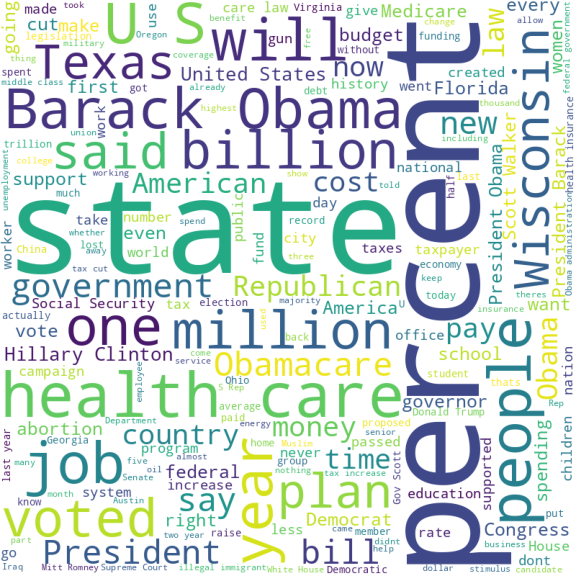 care law
Virginia
change
going
made
use
took
U S
will
give
Medicare
legislation
benefit
allow
military
coverage
free
Oregon
cut
make
gun
budget
every
thing
middle class
spent
Texas
United States
now
without
law
women
funding
federal government
first
got
already
debt
history
created
went
Florida
Barack Obama
percent
Wisconsin
trillion
work
highest
thousand
unemployment
union
college
said
billion
new
including
health insurance
support
working
show
national
Scott Walker
much
American
cost
told
half
last
President Obama
President Barack
Obama administration
state
worker
take
number
public
day
China
even
record
whether
world
fund
city
taxes
taxpayer
lost
away
spend
three
economy
tax cut
keep
government
Republican
today
theres
Social Security
tax
election
majority
America
U
insurance
actually
want
one
million
used
vote
back
office
pay
people
Obama
Hillary Clinton
come
service
Obamacare
school
nation
campaign
employee
Ohio
S Rep
student
thats
Rep
health care
governor
Donald Trump
average
paid
abortion
Department
energy
money
proposed
spending
children
Georgia
country
home
Muslim
passed
senior
last year
job
program
almost
never
nothing
time
Gov Scott
supported
many
five
oil
federal
year
group
tax increase
education
Senate
increase
plan
month
know
system
Austin
two year
say
rate
put
voted
right
less
Democrat
Congress
part
raise
member
came
didnt
House
go
President
bill
help
dont
business
Democratic
dollar
stimulus
candidate
Iraq
Mitt Romney
Supreme Court
illegal immigrant
White House